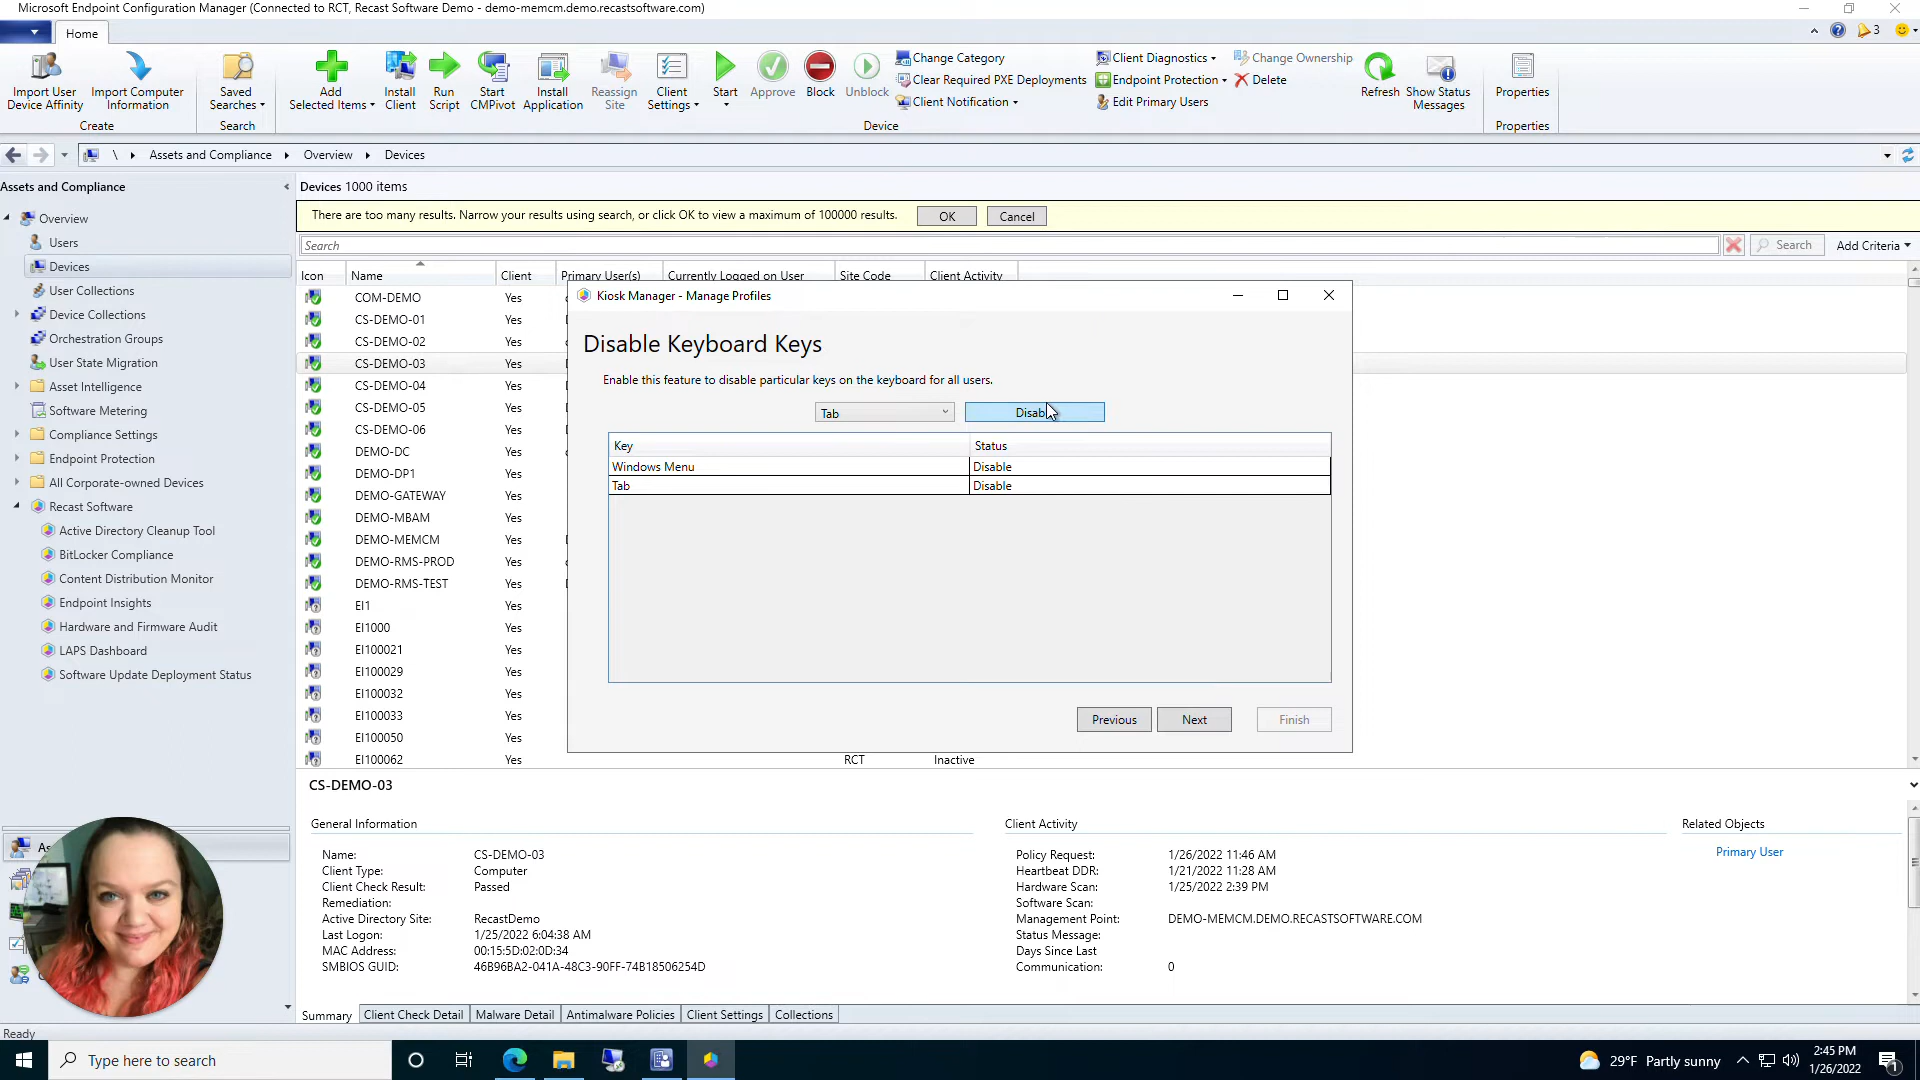 Microsoft Endpoint Configuration Manager (Connected to RCT, Recast Software Demo - demo-memcm.demo.recastsoftware.com)
Home
3
Import User Device Affinity
Import Computer Information
Create
Saved Searches
Search
Add Selected Items
Install Client
Run Script
Start CMPivot
Install Application
Reassign Site
Client Settings
Start
Approve
Block
Unblock
Change Category
Clear Required PXE Deployments
Client Notification
Client Diagnostics
Endpoint Protection
Edit Primary Users
Change Ownership
Delete
Device
Refresh
Show Status Messages
Properties
Properties
\ Assets and Compliance Overview Devices
Assets and Compliance
Overview
Users
Devices
User Collections
Device Collections
Orchestration Groups
User State Migration
Asset Intelligence
Software Metering
Compliance Settings
Endpoint Protection
All Corporate-owned Devices
Recast Software
Active Directory Cleanup Tool
BitLocker Compliance
Content Distribution Monitor
Endpoint Insights
Hardware and Firmware Audit
LAPS Dashboard
Software Update Deployment Status
Devices 1000 items
There are too many results. Narrow your results using search, or click OK to view a maximum of 100000 results. OK Cancel
Search Search Add Criteria
Icon Name Client Primary User(s) Currently Logged on User Site Code Client Activity
COM-DEMO Yes
CS-DEMO-01 Yes
CS-DEMO-02 Yes
CS-DEMO-03 Yes
CS-DEMO-04 Yes
CS-DEMO-05 Yes
CS-DEMO-06 Yes
DEMO-DC Yes
DEMO-DP1 Yes
DEMO-GATEWAY Yes
DEMO-MBAM Yes
DEMO-MEMCM Yes
DEMO-RMS-PROD Yes
DEMO-RMS-TEST Yes
EI1 Yes
EI1000 Yes
EI100021 Yes
EI100029 Yes
EI100032 Yes
EI100033 Yes
EI100050 Yes
EI100062 Yes RCT Inactive
Kiosk Manager - Manage Profiles
Disable Keyboard Keys
Enable this feature to disable particular keys on the keyboard for all users.
Tab
Key Status
Windows Menu Disable
Tab Disable
Previous Next Finish
CS-DEMO-03
General Information
Name: CS-DEMO-03
Client Type: Computer
Client Check Result: Passed
Remediation:
Active Directory Site: RecastDemo
Last Logon: 1/25/2022 6:04:38 AM
MAC Address: 00:15:5D:02:0D:34
SMBIOS GUID: 46B96BA2-041A-48C3-90FF-74B18506254D
Client Activity
Policy Request: 1/26/2022 11:46 AM
Heartbeat DDR: 1/21/2022 11:28 AM
Hardware Scan: 1/25/2022 2:39 PM
Software Scan:
Management Point: DEMO-MEMCM.DEMO.RECASTSOFTWARE.COM
Status Message:
Days Since Last
Communication: 0
Related Objects
Primary User
Summary Client Check Detail Malware Detail Antimalware Policies Client Settings Collections
Ready
Type here to search
29°F Partly sunny
2:45 PM
1/26/2022
1